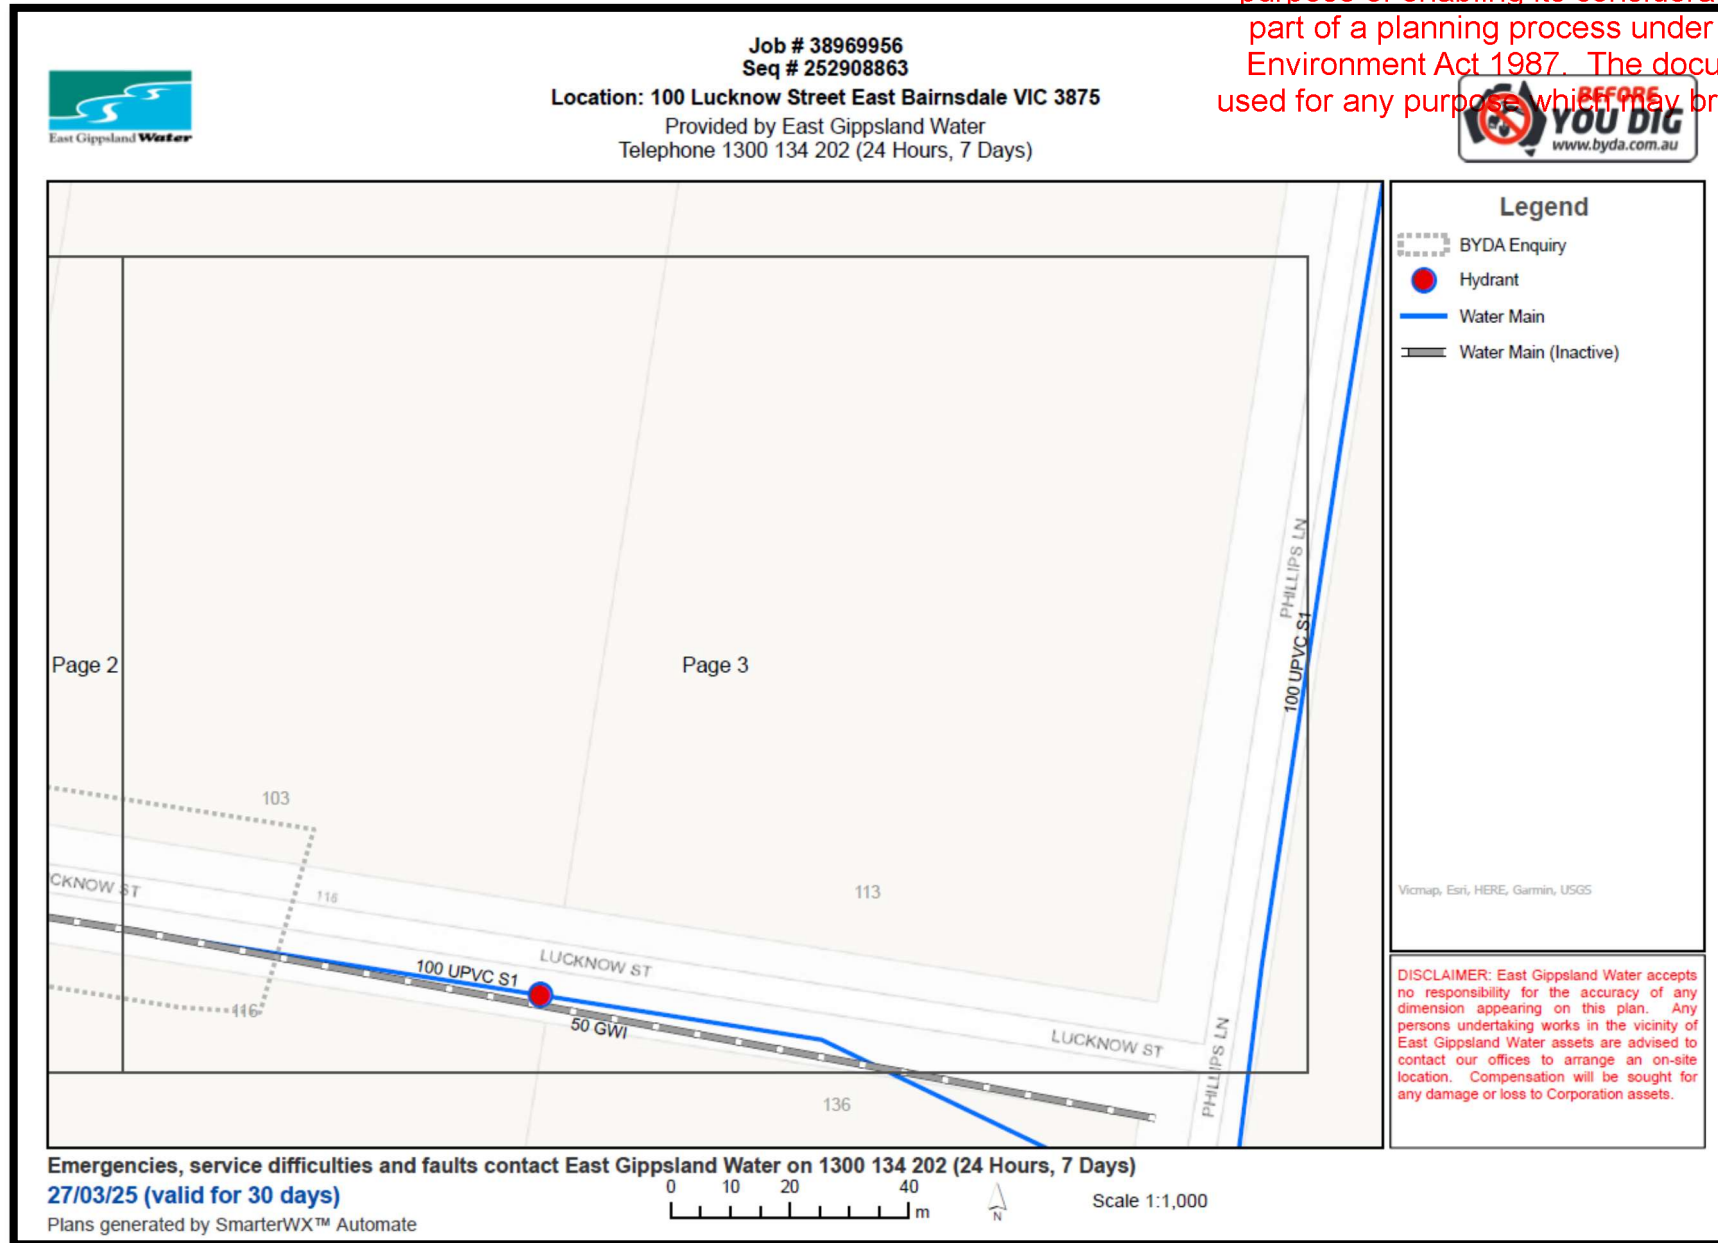 purpose of enabling its considera
part of a planning process under
Environment Act 1987. The docu
used for any purpose which may br
Job # 38969956
Seq # 252908863
Location: 100 Lucknow Street East Bairnsdale VIC 3875
Provided by East Gippsland Water
Telephone 1300 134 202 (24 Hours, 7 Days)
East Gippsland Water
BEFORE
YOU DIG
www.byda.com.au
Legend
BYDA Enquiry
Hydrant
Water Main
Water Main (Inactive)
Vicmap, Esri, HERE, Garmin, USGS
PHILLIPS LN
100 UPVC S1
Page 2
Page 3
103
CKNOW ST
116
113
100 UPVC S1
LUCKNOW ST
116
50 GWI
LUCKNOW ST
PHILLIPS LN
136
DISCLAIMER: East Gippsland Water accepts
no responsibility for the accuracy of any
dimension appearing on this plan. Any
persons undertaking works in the vicinity of
East Gippsland Water assets are advised to
contact our offices to arrange an on-site
location. Compensation will be sought for
any damage or loss to Corporation assets.
Emergencies, service difficulties and faults contact East Gippsland Water on 1300 134 202 (24 Hours, 7 Days)
27/03/25 (valid for 30 days)
Plans generated by SmarterWX™ Automate
0 10 20 40
m
N
Scale 1:1,000